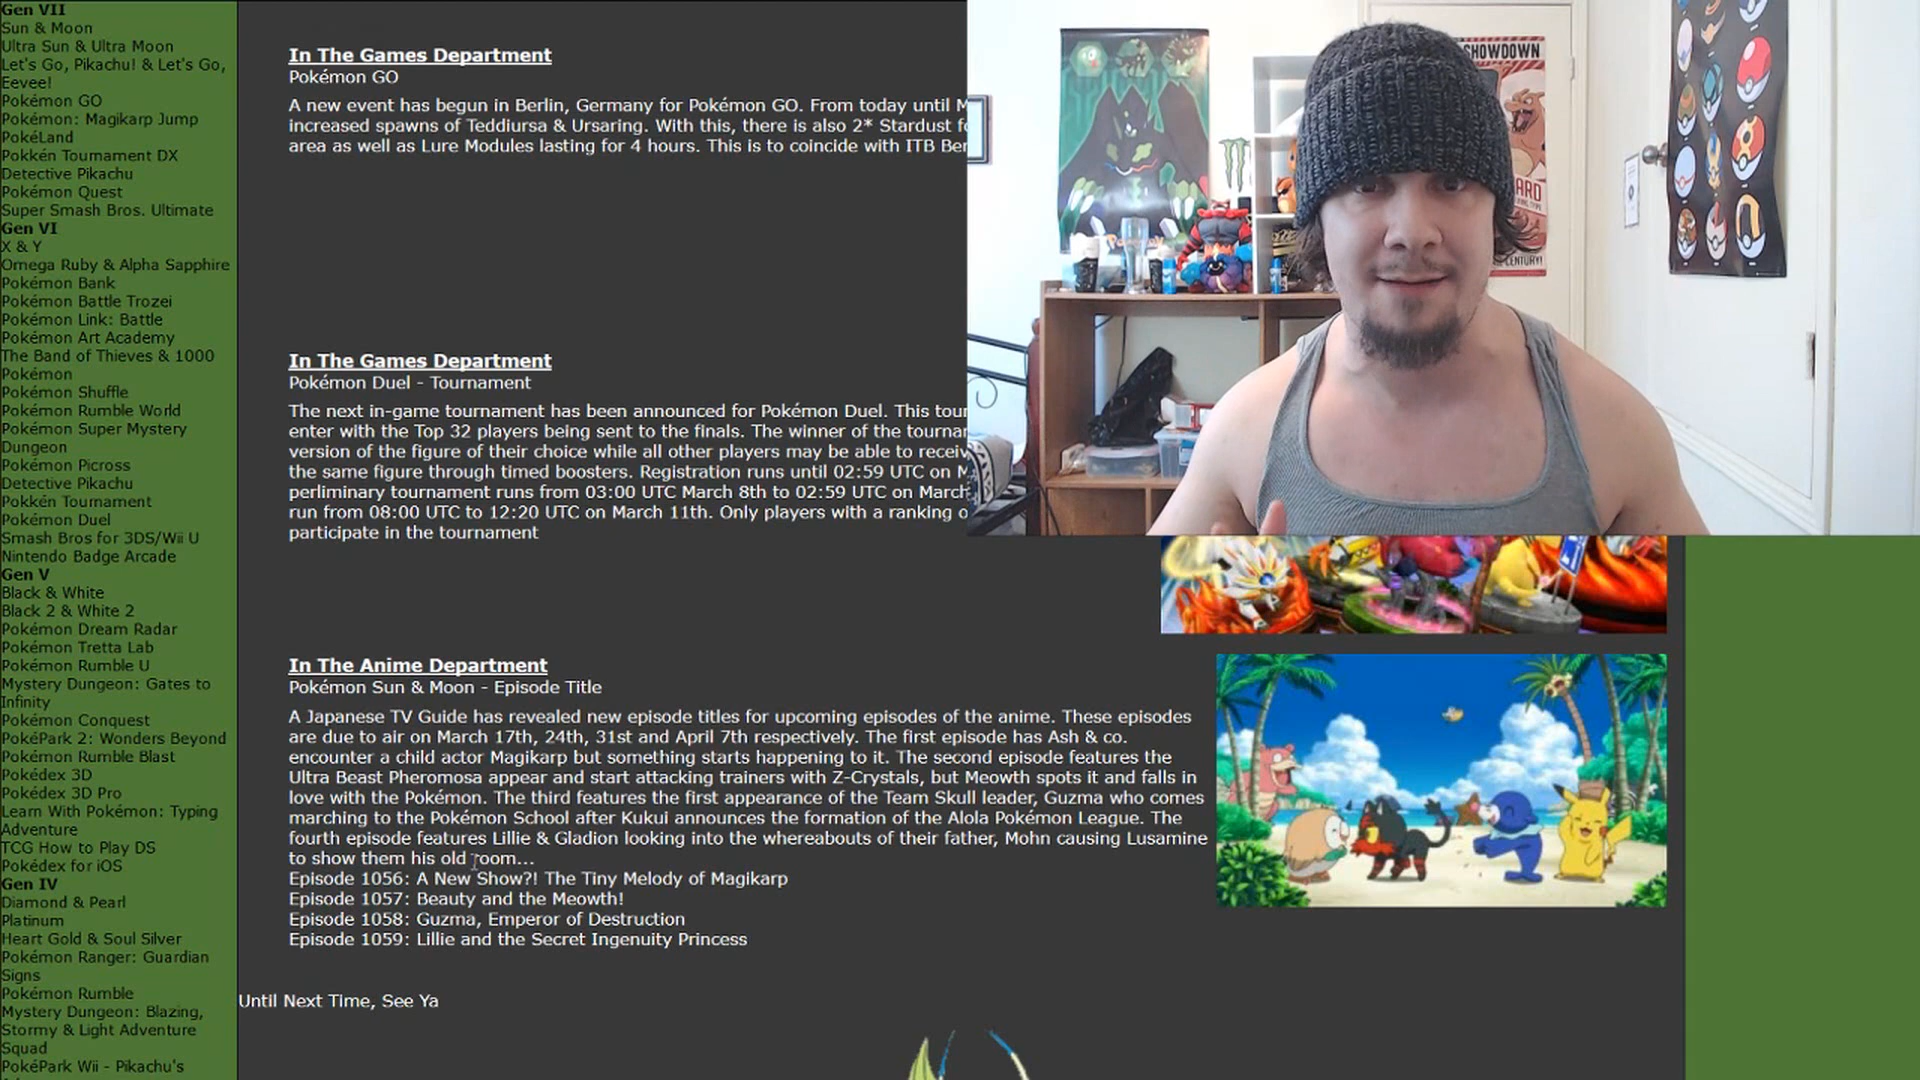 Gen VII
Sun & Moon
Ultra Sun & Ultra Moon
Let's Go, Pikachu! & Let's Go,
Eevee!
Pokémon GO
Pokémon: Magikarp Jump
PokéLand
Pokkén Tournament DX
Detective Pikachu
Pokémon Quest
Super Smash Bros. Ultimate
Gen VI
X & Y
Omega Ruby & Alpha Sapphire
Pokémon Bank
Pokémon Battle Trozei
Pokémon Link: Battle
Pokémon Art Academy
The Band of Thieves & 1000
Pokémon
Pokémon Shuffle
Pokémon Rumble World
Pokémon Super Mystery
Dungeon
Pokémon Picross
Detective Pikachu
Pokkén Tournament
Pokémon Duel
Smash Bros for 3DS/Wii U
Nintendo Badge Arcade
Gen V
Black & White
Black 2 & White 2
Pokémon Dream Radar
Pokémon Tretta Lab
Pokémon Rumble U
Mystery Dungeon: Gates to
Infinity
Pokémon Conquest
PokéPark 2: Wonders Beyond
Pokémon Rumble Blast
Pokédex 3D
Pokédex 3D Pro
Learn With Pokémon: Typing
Adventure
TCG How to Play DS
Pokédex for iOS
Gen IV
Diamond & Pearl
Platinum
Heart Gold & Soul Silver
Pokémon Ranger: Guardian
Signs
Pokémon Rumble
Mystery Dungeon: Blazing,
Stormy & Light Adventure
Squad
PokéPark Wii - Pikachu's
In The Games Department
Pokémon GO
A new event has begun in Berlin, Germany for Pokémon GO. From today until M
increased spawns of Teddiursa & Ursaring. With this, there is also 2* Stardust fo
area as well as Lure Modules lasting for 4 hours. This is to coincide with ITB Ber
In The Games Department
Pokémon Duel - Tournament
The next in-game tournament has been announced for Pokémon Duel. This tour
enter with the Top 32 players being sent to the finals. The winner of the tournar
version of the figure of their choice while all other players may be able to receiv
the same figure through timed boosters. Registration runs until 02:59 UTC on M
perliminary tournament runs from 03:00 UTC March 8th to 02:59 UTC on March
run from 08:00 UTC to 12:20 UTC on March 11th. Only players with a ranking o
participate in the tournament
In The Anime Department
Pokémon Sun & Moon - Episode Title
A Japanese TV Guide has revealed new episode titles for upcoming episodes of the anime. These episodes
are due to air on March 17th, 24th, 31st and April 7th respectively. The first episode has Ash & co.
encounter a child actor Magikarp but something starts happening to it. The second episode features the
Ultra Beast Pheromosa appear and start attacking trainers with Z-Crystals, but Meowth spots it and falls in
love with the Pokémon. The third features the first appearance of the Team Skull leader, Guzma who comes
marching to the Pokémon School after Kukui announces the formation of the Alola Pokémon League. The
fourth episode features Lillie & Gladion looking into the whereabouts of their father, Mohn causing Lusamine
to show them his old room...
Episode 1056: A New Show?! The Tiny Melody of Magikarp
Episode 1057: Beauty and the Meowth!
Episode 1058: Guzma, Emperor of Destruction
Episode 1059: Lillie and the Secret Ingenuity Princess
Until Next Time, See Ya
SHOWDOWN
ARD
CENTURY!